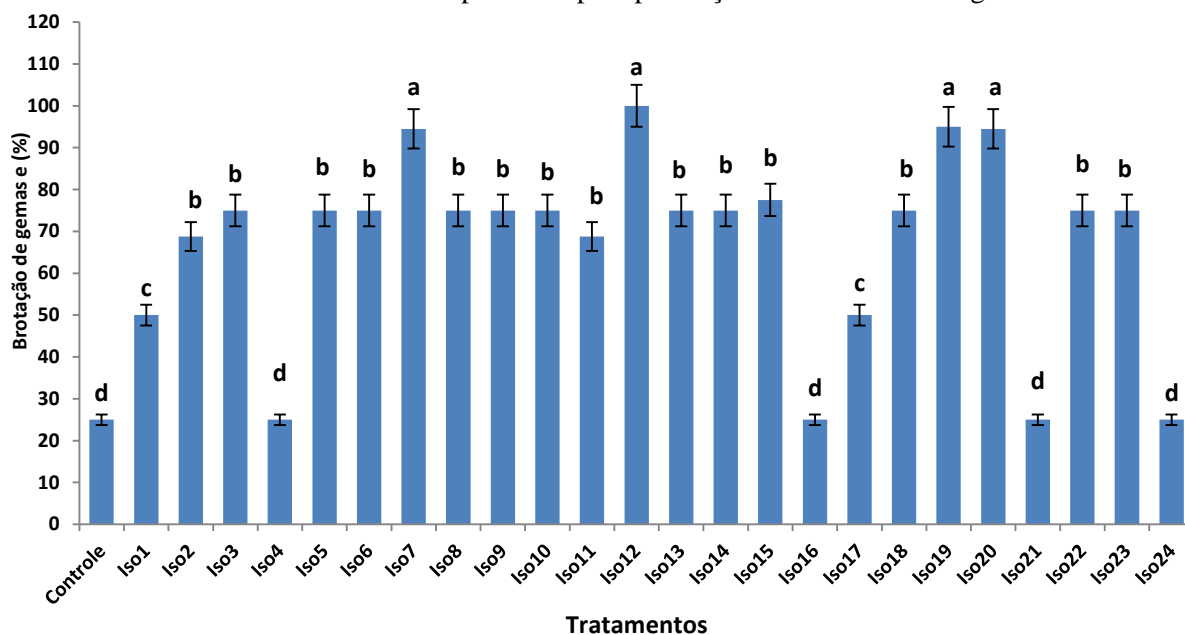 120
110
100
90
80
70
60
50
40
30
20
10
0
Brotação de gemas e (%)
d
c
b
b
d
b
b
a
b
b
b
b
a
b
b
b
d
c
b
a
a
d
b
b
d
Controle
Iso1
Iso2
Iso3
Iso4
Iso5
Iso6
Iso7
Iso8
Iso9
Iso10
Iso11
Iso12
Iso13
Iso14
Iso15
Iso16
Iso17
Iso18
Iso19
Iso20
Iso21
Iso22
Iso23
Iso24
Tratamentos